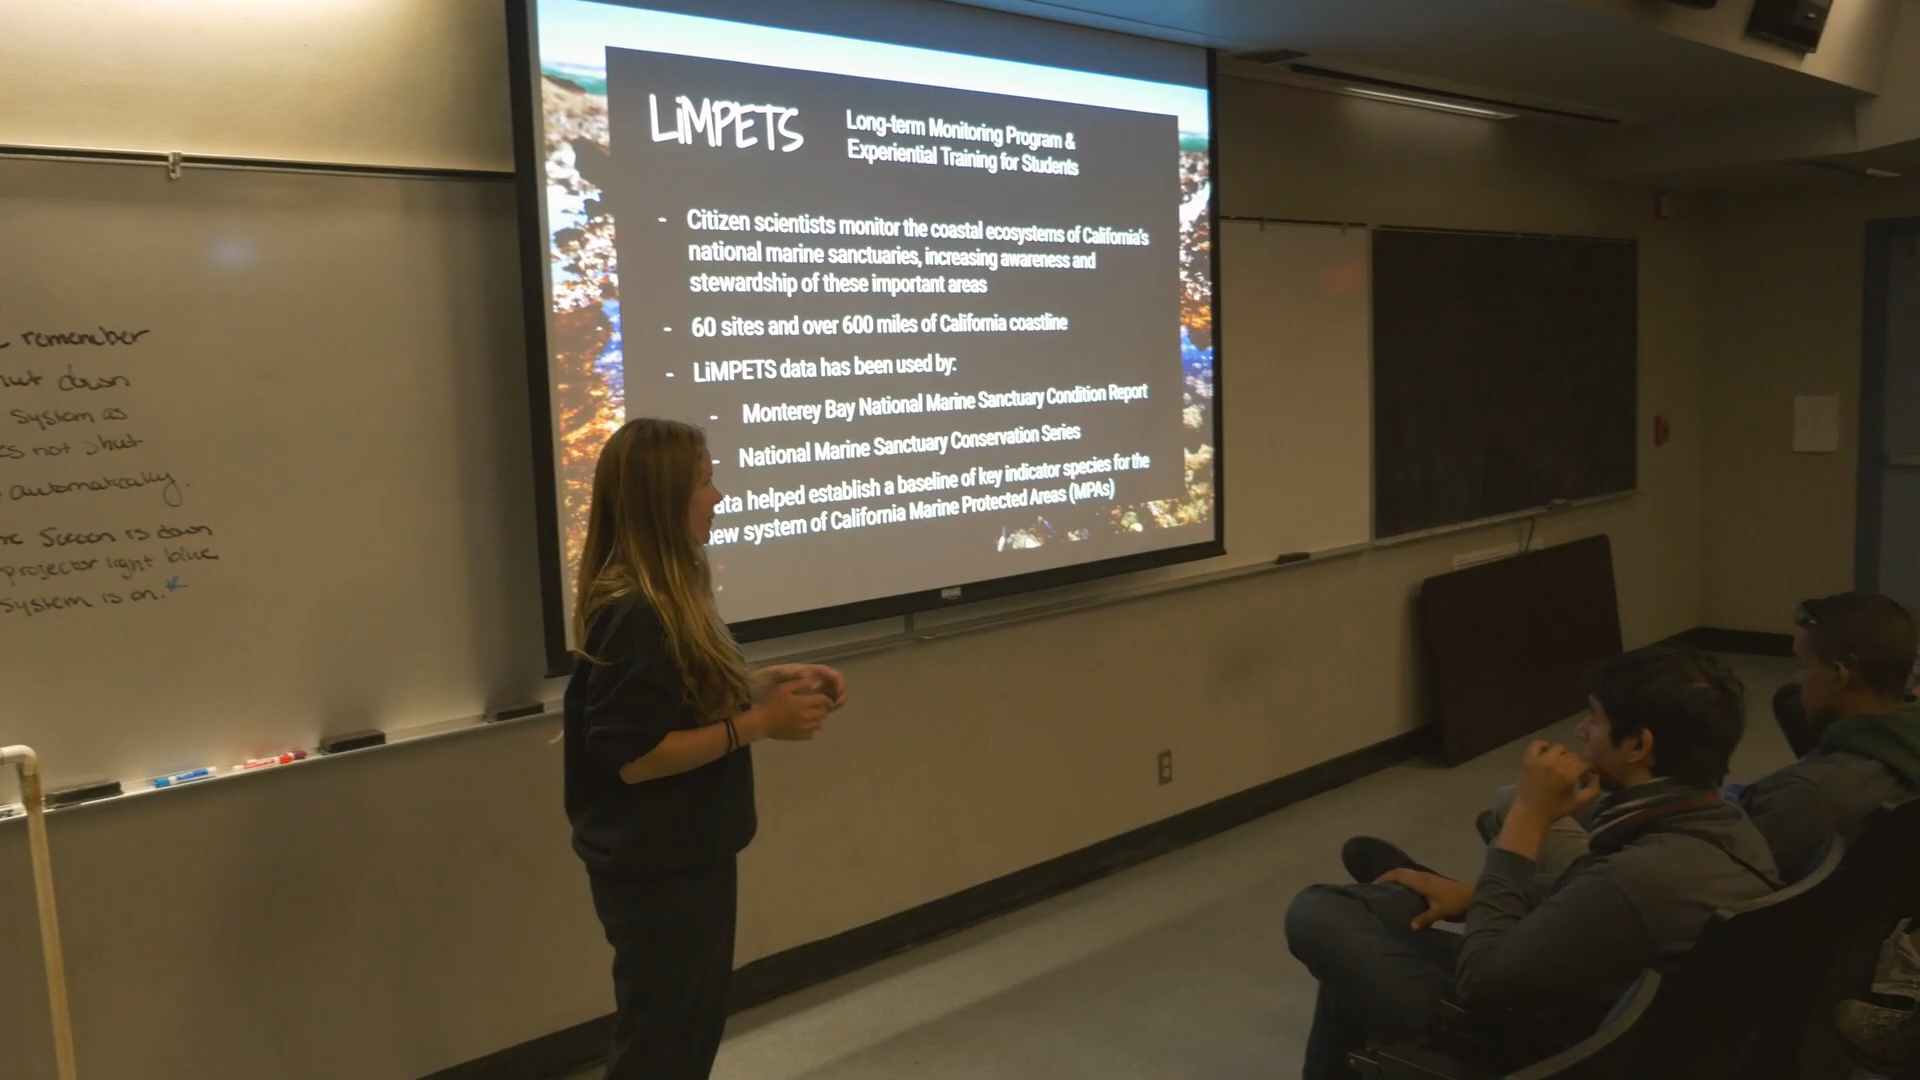 LiMPETS
Long-term Monitoring Program &
Experiential Training for Students
- Citizen scientists monitor the coastal ecosystems of California's
national marine sanctuaries, increasing awareness and
stewardship of these important areas
- 60 sites and over 600 miles of California coastline
- LiMPETS data has been used by:
- Monterey Bay National Marine Sanctuary Condition Report
- National Marine Sanctuary Conservation Series
ata helped establish a baseline of key indicator species for the
ew system of California Marine Protected Areas (MPAs)
remember
down
System as
not shut
automatically.
Screen is down
projector light blue
System is on.*